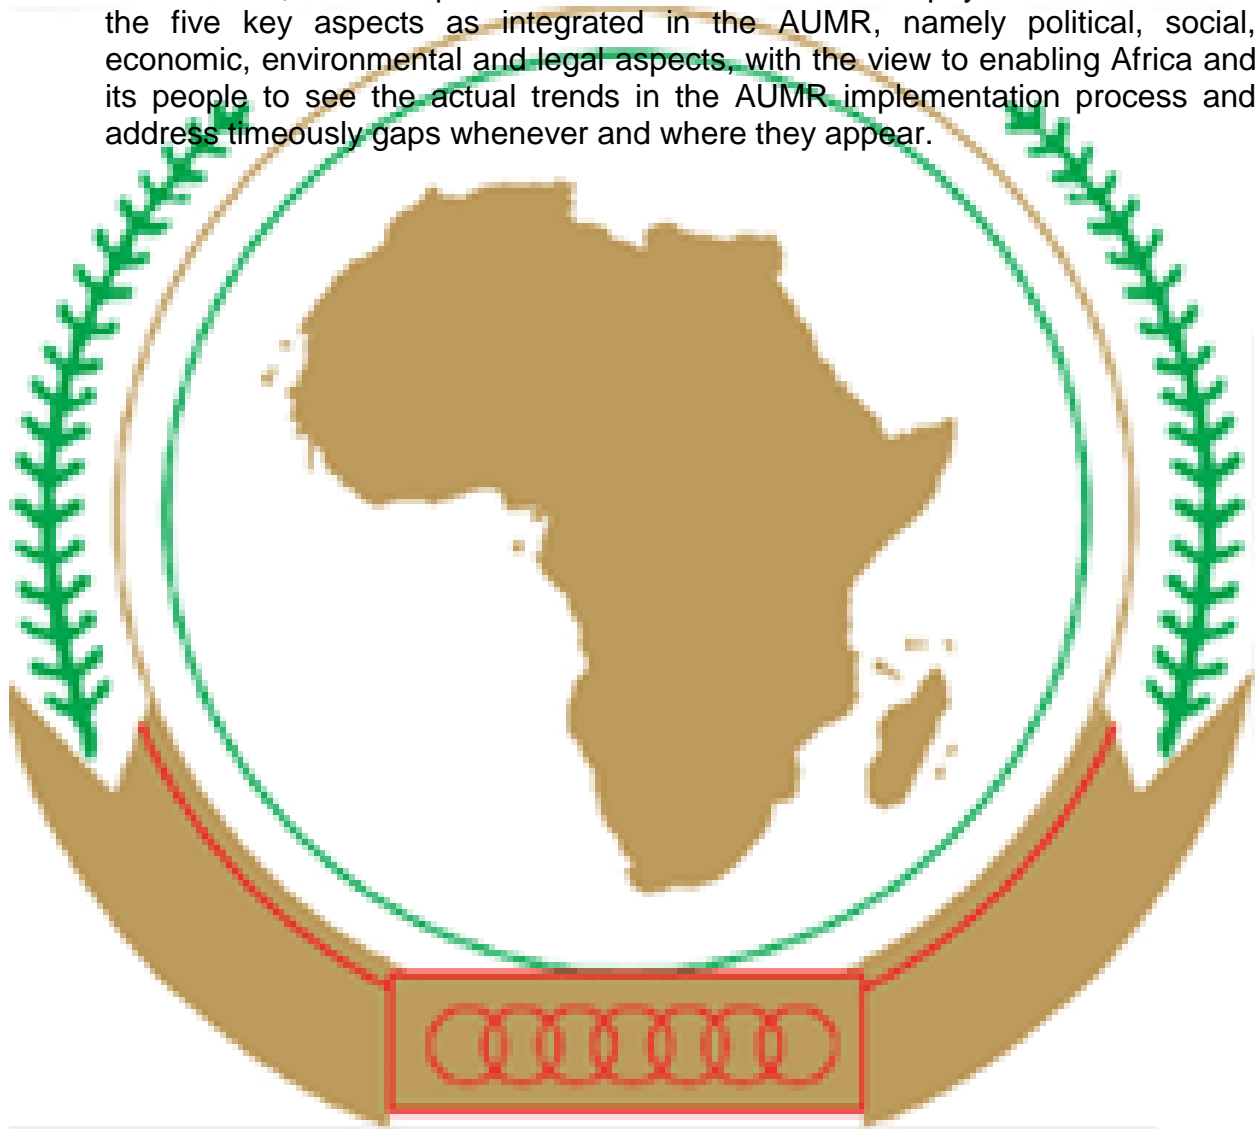 the five key aspects as integrated in the AUMR, namely political, social,
economic, environmental and legal aspects, with the view to enabling Africa and
its people to see the actual trends in the AUMR implementation process and
address timeously gaps whenever and where they appear.